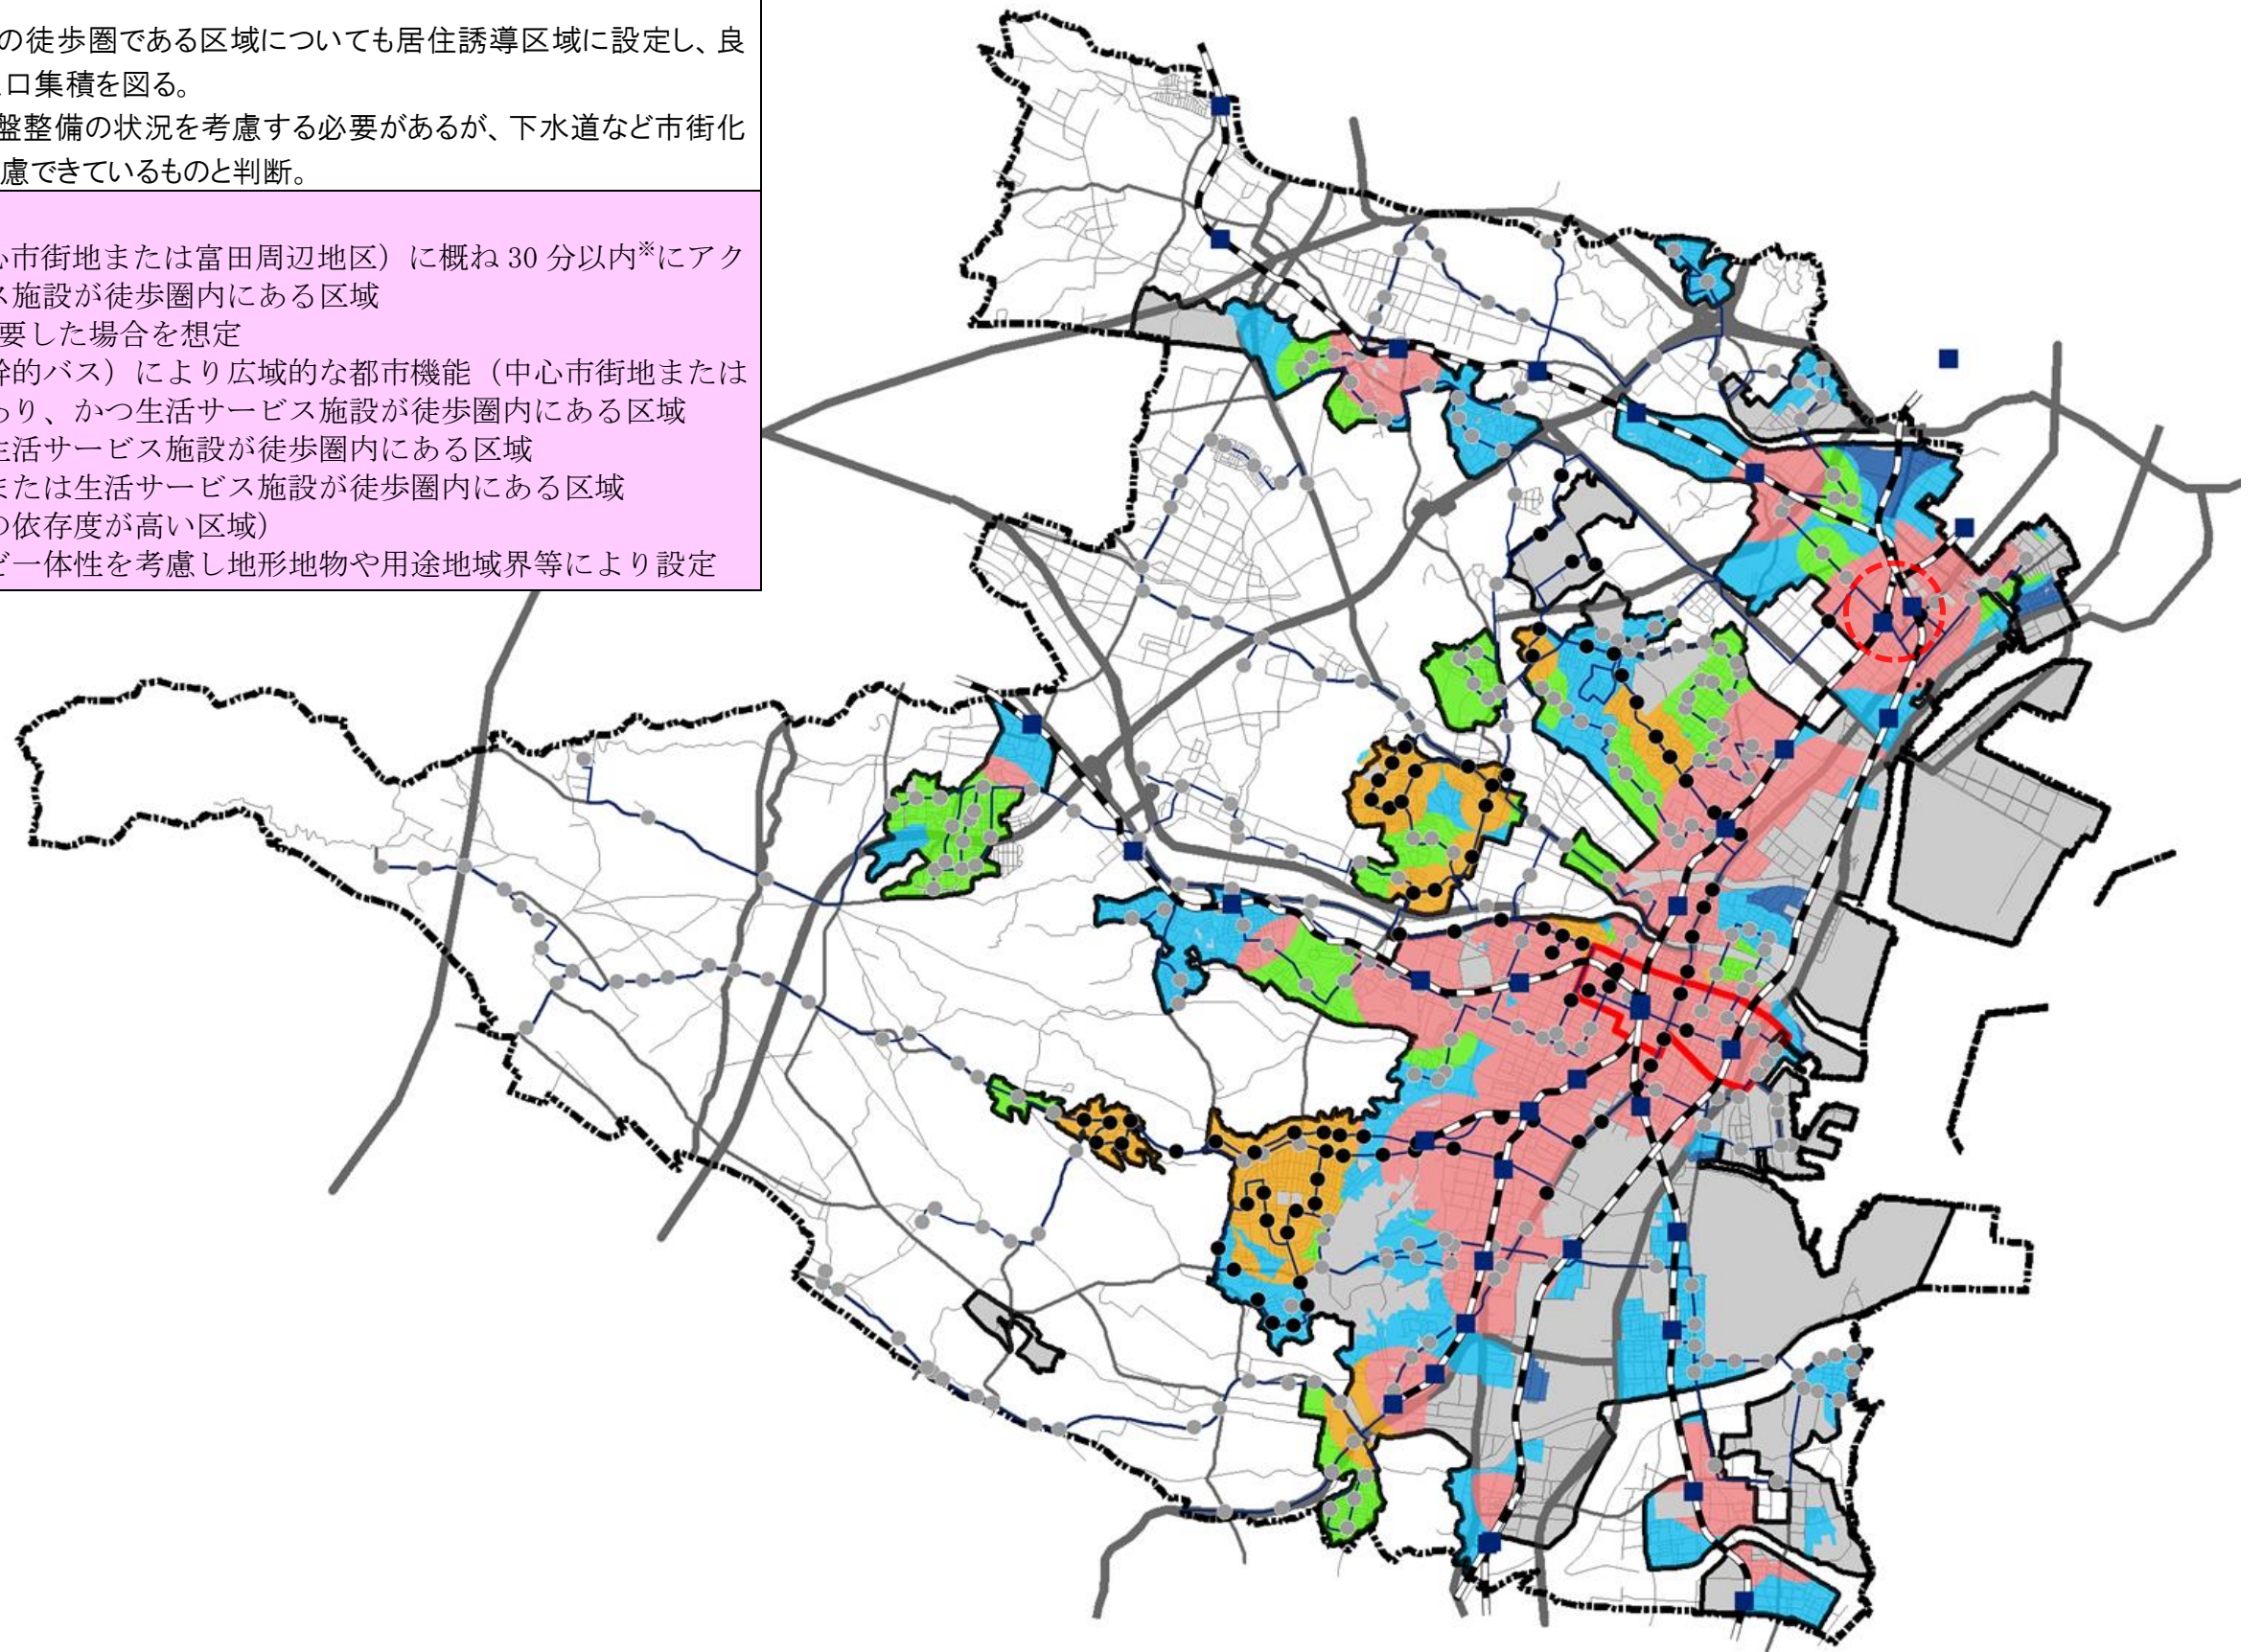 の徒歩圏である区域についても居住誘導区域に設定し、良
口集積を図る。
盤整備の状況を考慮する必要があるが、下水道など市街化
慮できているものと判断。
市街地または富田周辺地区）に概ね 30 分以内※にアク
ス施設が徒歩圏内にある区域
要した場合を想定
幹的バス）により広域的な都市機能（中心市街地または
り、かつ生活サービス施設が徒歩圏内にある区域
生活サービス施設が徒歩圏内にある区域
または生活サービス施設が徒歩圏内にある区域
の依存度が高い区域）
ど一体性を考慮し地形地物や用途地域界等により設定